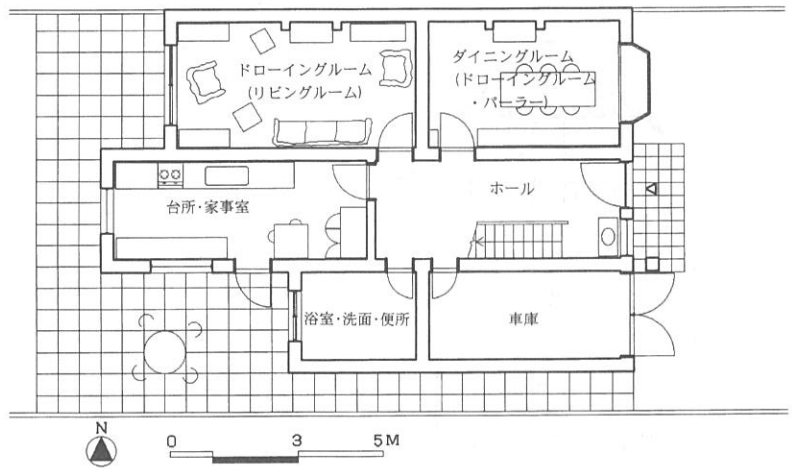 ドローイングルーム
(リビングルーム)
ダイニングルーム
(ドローイングルーム
・パーラー)
台所・家事室
ホール
浴室・洗面・便所
車庫
N
0 3 5M